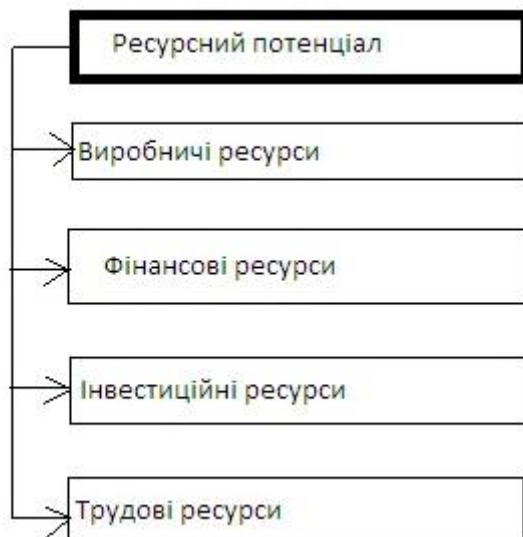 Ресурсний потенціал
Виробничі ресурси
Фінансові ресурси
Інвестиційні ресурси
Трудові ресурси